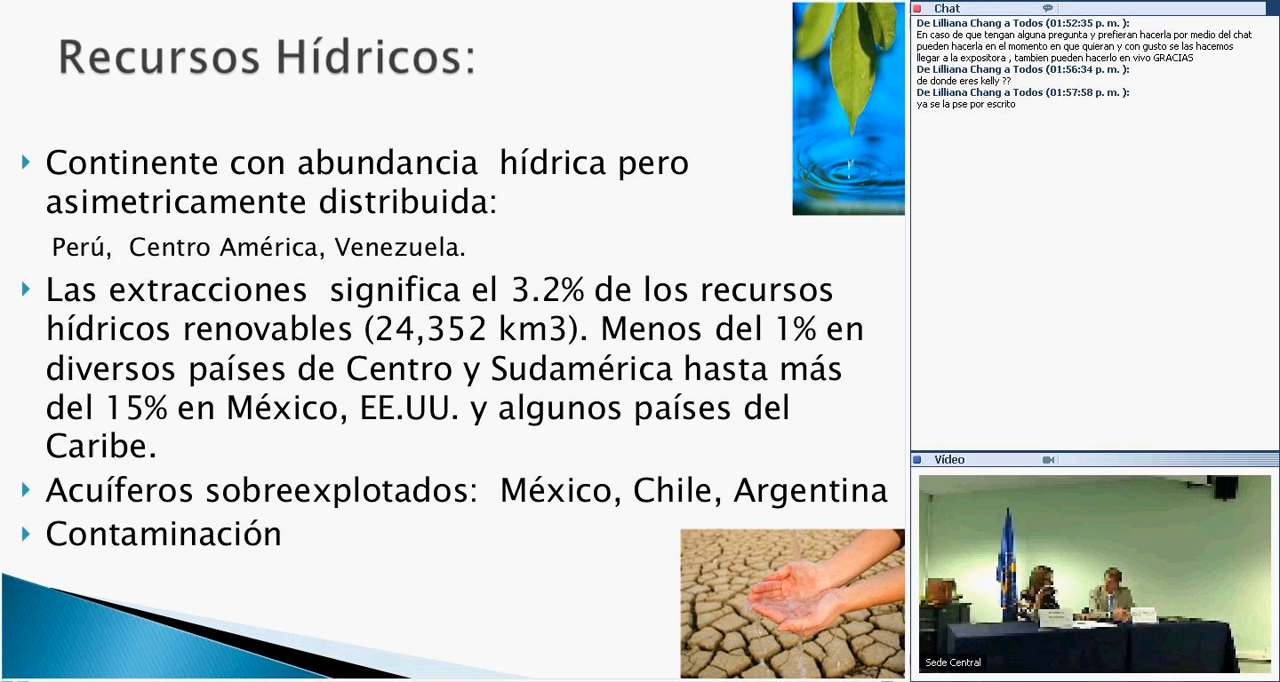 Recursos Hídricos:
Continente con abundancia hídrica pero
asimetricamente distribuida:
Perú, Centro América, Venezuela.
Las extracciones significa el 3.2% de los recursos
hídricos renovables (24,352 km3). Menos del 1% en
diversos países de Centro y Sudamérica hasta más
del 15% en México, EE.UU. y algunos países del
Caribe.
Acuíferos sobreexplotados: México, Chile, Argentina
Contaminación
Chat
De Lilliana Chang a Todos (01:52:35 p. m. ):
En caso de que tengan alguna pregunta y prefieran hacerla por medio del chat
pueden hacerla en el momento en que quieran y con gusto se las hacemos
llegar a la expositora , tambien pueden hacerlo en vivo GRACIAS
De Lilliana Chang a Todos (01:56:34 p. m. ):
de donde eres kelly ??
De Lilliana Chang a Todos (01:57:58 p. m. ):
ya se la pse por escrito
Vídeo
Sede Central